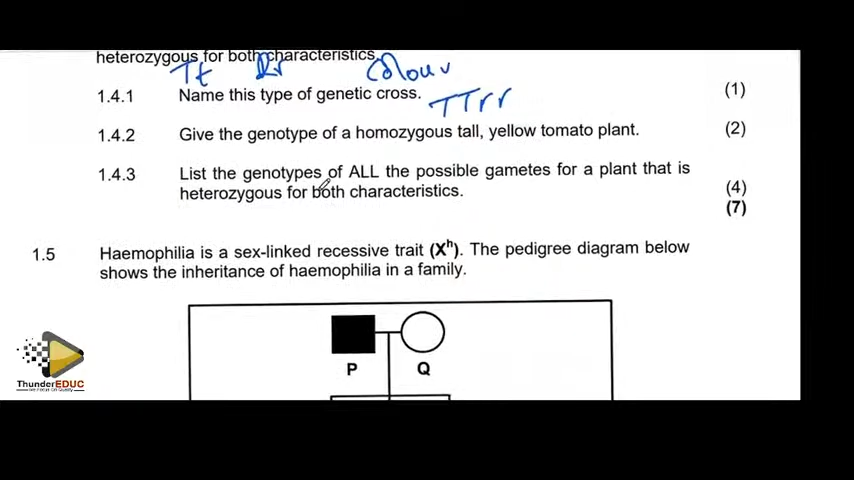 heterozygous for both characteristics.
Tt Rr colour
1.4.1 Name this type of genetic cross. (1)
TTrr
1.4.2 Give the genotype of a homozygous tall, yellow tomato plant. (2)
1.4.3 List the genotypes of ALL the possible gametes for a plant that is
heterozygous for both characteristics. (4)
(7)
1.5 Haemophilia is a sex-linked recessive trait (Xʰ). The pedigree diagram below
shows the inheritance of haemophilia in a family.
P Q
ThunderEDUC